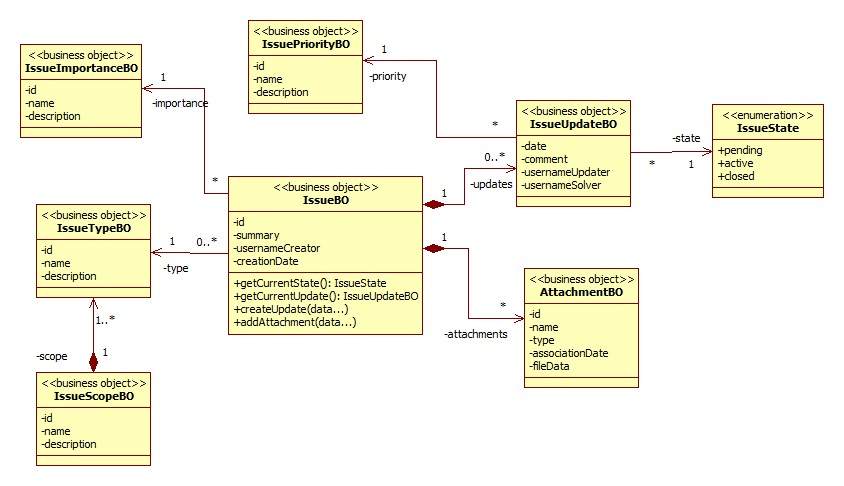 <<business object>>
IssueImportanceBO
-id
-name
-description
1
-importance
*
<<business object>>
IssuePriorityBO
-id
-name
-description
1
-priority
*
<<business object>>
IssueUpdateBO
-date
-comment
-usernameUpdater
-usernameSolver
-state
*
1
<<enumeration>>
IssueState
+pending
+active
+closed
<<business object>>
IssueBO
-id
-summary
-usernameCreator
-creationDate
+getCurrentState(): IssueState
+getCurrentUpdate(): IssueUpdateBO
+createUpdate(data...)
+addAttachment(data...)
1
0..*
-updates
1
*
-attachments
<<business object>>
IssueTypeBO
-id
-name
-description
1
0..*
-type
1..*
-scope
1
<<business object>>
IssueScopeBO
-id
-name
-description
<<business object>>
AttachmentBO
-id
-name
-type
-associationDate
-fileData